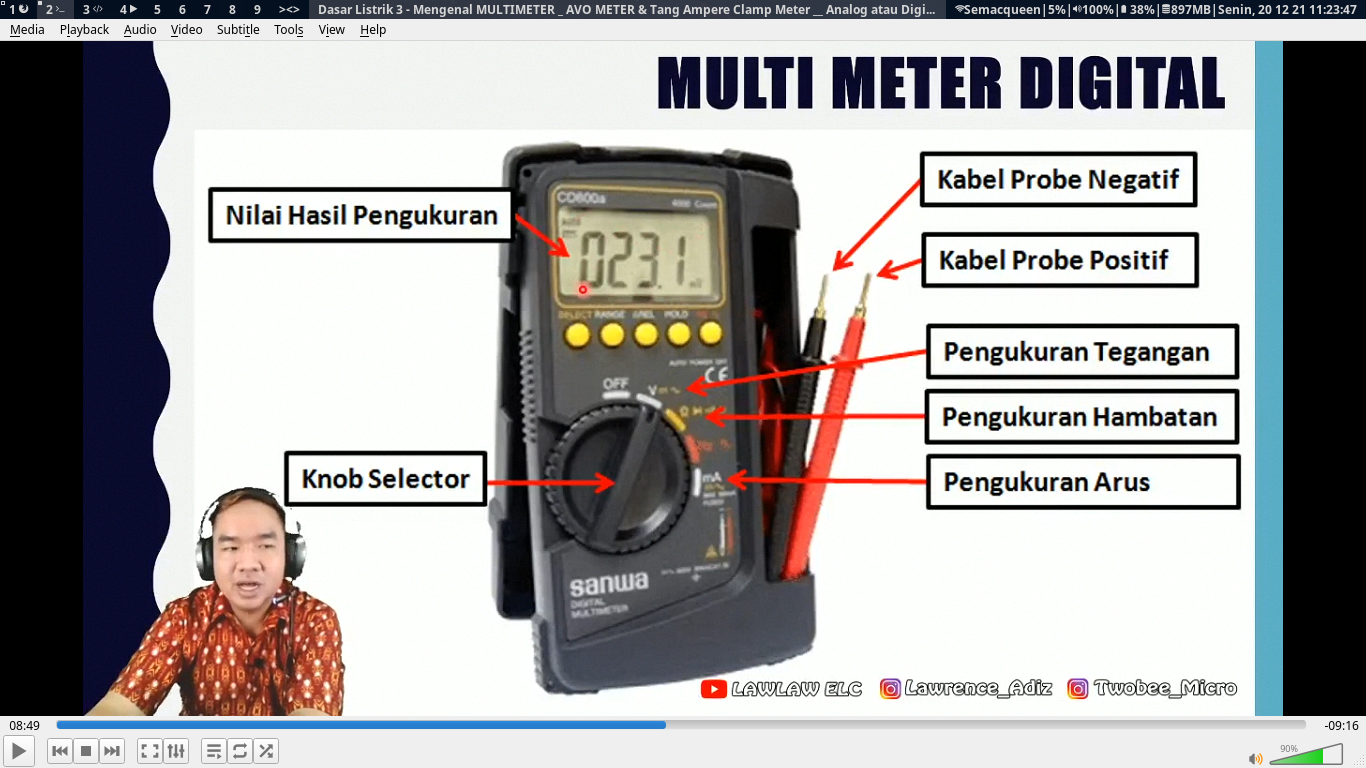 1 2 3 4 5 6 7 8 9 ><> Dasar Listrik 3 - Mengenal MULTIMETER _ AVO METER & Tang Ampere Clamp Meter __ Analog atau Digi... Semacqueen|5%| 100%| 38%| 897MB|Senin, 20 12 21 11:23:47
Media Playback Audio Video Subtitle Tools View Help
MULTI METER DIGITAL
Kabel Probe Negatif
Nilai Hasil Pengukuran
CD800a 4000 Count
AUTO
023.1
Kabel Probe Positif
SELECT RANGE ΔREL HOLD
Pengukuran Tegangan
AUTO POWER OFF
CE
OFF V
Pengukuran Hambatan
Ω
Knob Selector
mA
Pengukuran Arus
sanwa
DIGITAL
MULTIMETER
LAWLAW ELC Lawrence_Adiz Twobee_Micro
08:49 -09:16
90%